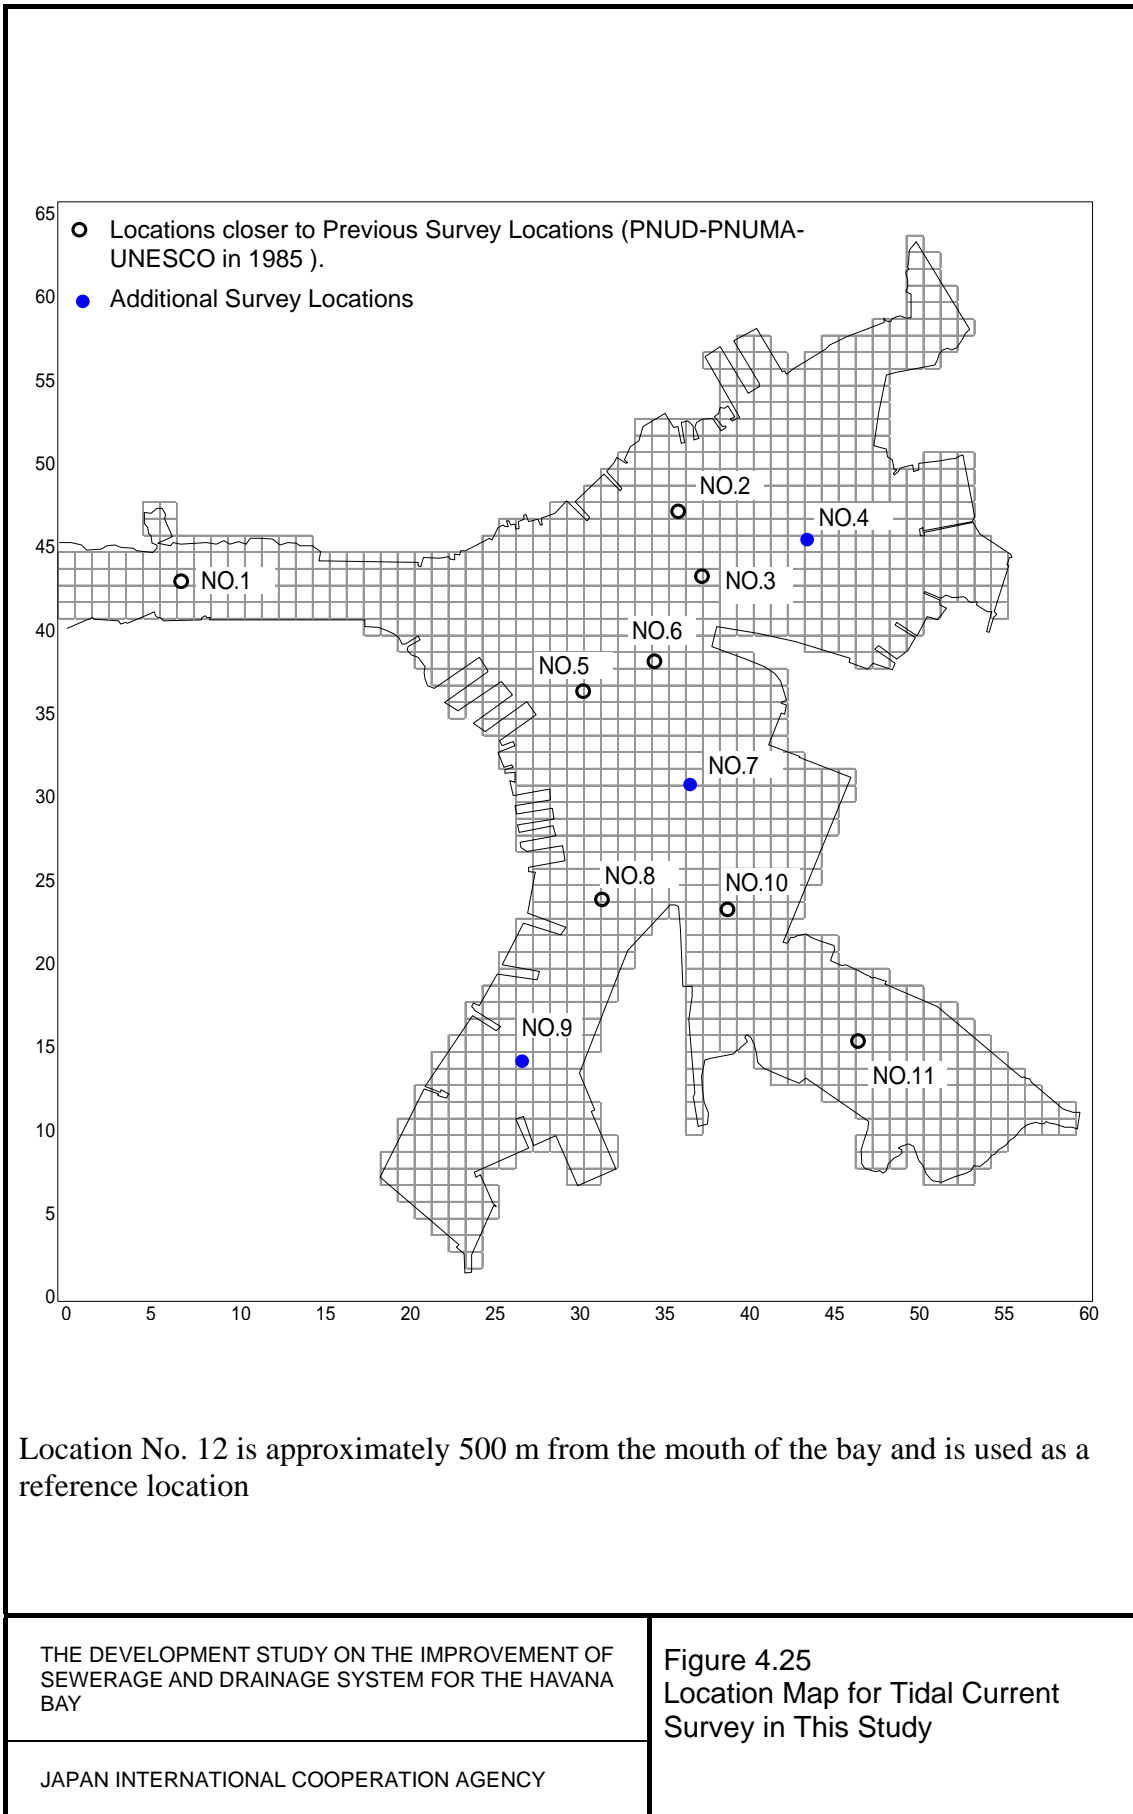 65
Locations closer to Previous Survey Locations (PNUD-PNUMA-
UNESCO in 1985 ).
60
Additional Survey Locations
55
50
NO.2
NO.4
45
NO.1
NO.3
40
NO.6
NO.5
35
NO.7
30
25
NO.8
NO.10
20
NO.9
15
NO.11
10
5
0
0 5 10 15 20 25 30 35 40 45 50 55 60
Location No. 12 is approximately 500 m from the mouth of the bay and is used as a
reference location
THE DEVELOPMENT STUDY ON THE IMPROVEMENT OF
SEWERAGE AND DRAINAGE SYSTEM FOR THE HAVANA
BAY
JAPAN INTERNATIONAL COOPERATION AGENCY
Figure 4.25
Location Map for Tidal Current
Survey in This Study